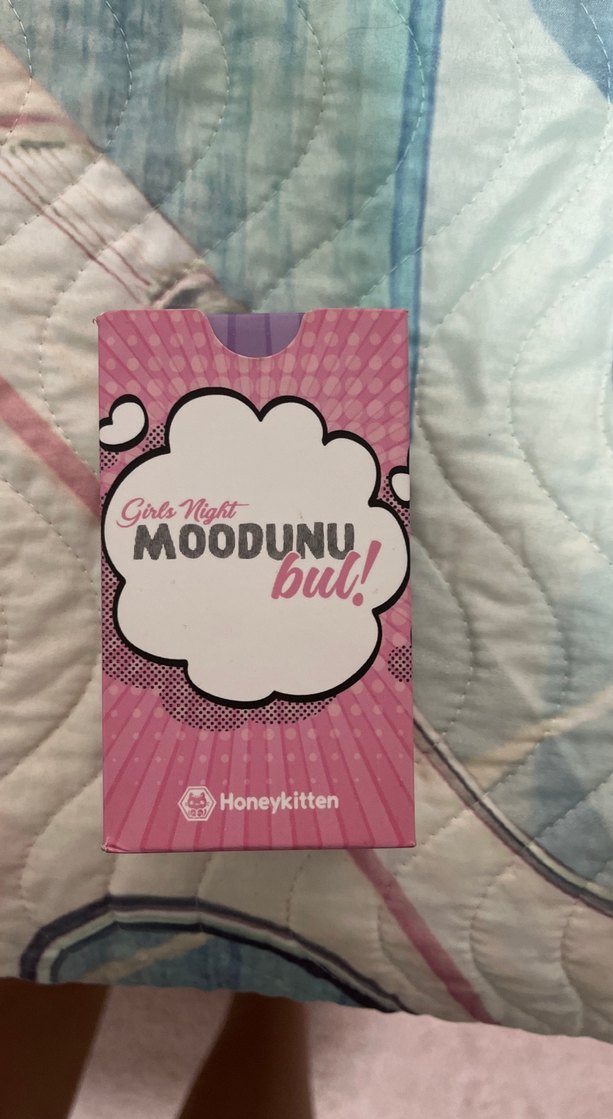 Girls Night
MOODUNU
bul!
Honeykitten